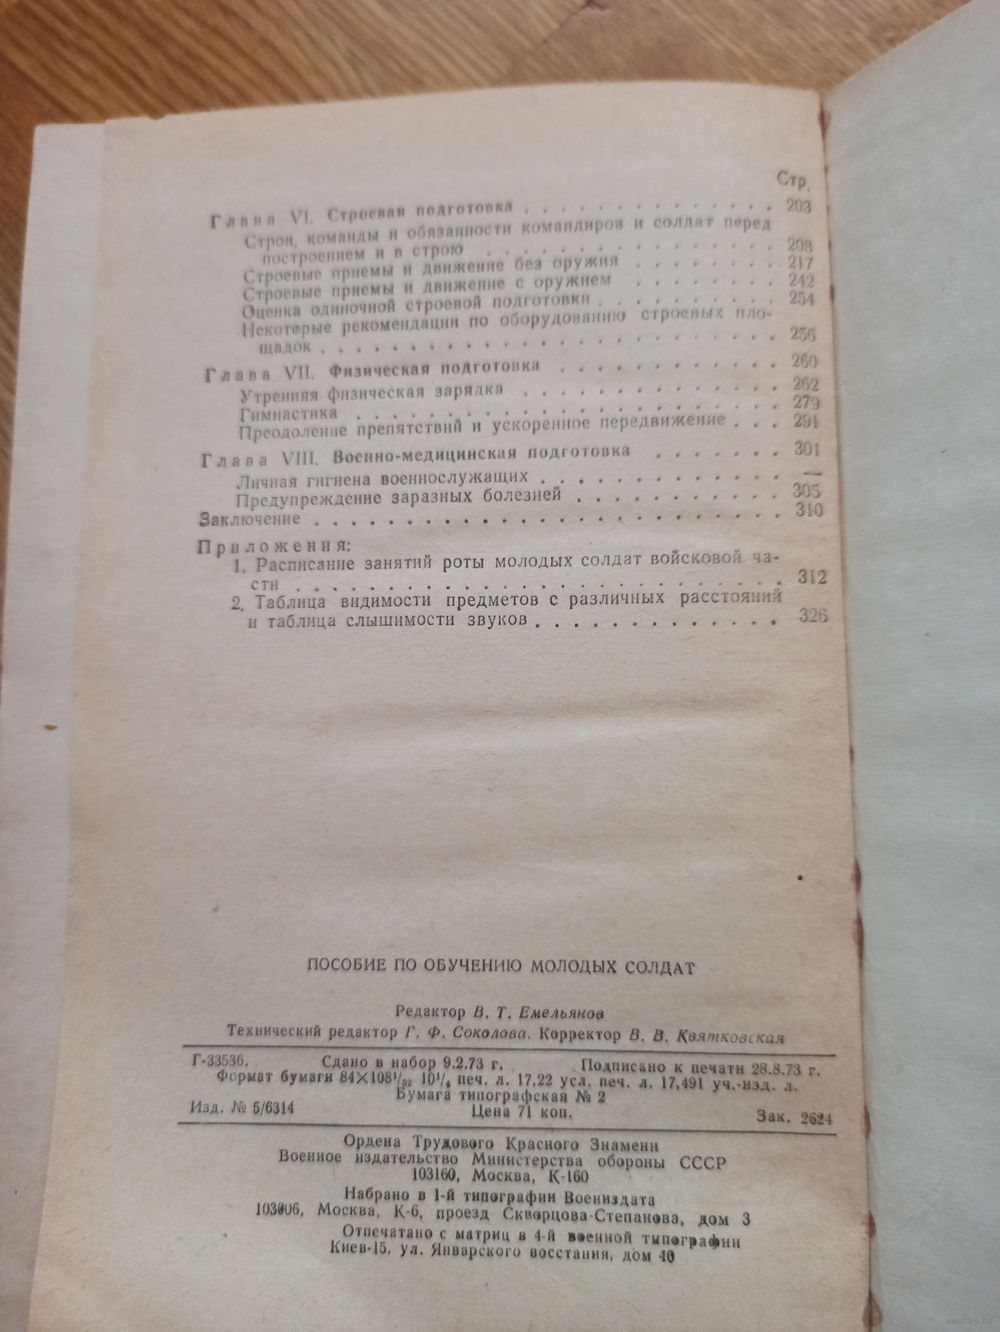 Стр.
Глава VI. Строевая подготовка . . . . . . . . . . . . . 203
Строи, команды и обязанности командиров и солдат перед
построением и в строю . . . . . . . . . . . . . 203
Строевые приемы и движение без оружия . . . . . . . 217
Строевые приемы и движение с оружием . . . . . . . 242
Оценка одиночной строевой подготовки . . . . . . . . 254
Некоторые рекомендации по оборудованию строевых пло-
щадок . . . . . . . . . . . . . . . . . . . . 256
Глава VII. Физическая подготовка . . . . . . . . . . 260
Утренняя физическая зарядка . . . . . . . . . . . . 262
Гимнастика . . . . . . . . . . . . . . . . . . . 279
Преодоление препятствий и ускоренное передвижение . . . 291
Глава VIII. Военно-медицинская подготовка . . . . . . 301
Личная гигиена военнослужащих . . . . . . . . . . . —
Предупреждение заразных болезней . . . . . . . . . 305
Заключение . . . . . . . . . . . . . . . . . . . . . 310
Приложения:
1. Расписание занятий роты молодых солдат войсковой ча-
сти . . . . . . . . . . . . . . . . . . . . . 312
2. Таблица видимости предметов с различных расстояний
и таблица слышимости звуков . . . . . . . . . . . 326
ПОСОБИЕ ПО ОБУЧЕНИЮ МОЛОДЫХ СОЛДАТ
Редактор В. Т. Емельянов
Технический редактор Г. Ф. Соколова. Корректор В. В. Квятковская
Г-33536. Сдано в набор 9.2.73 г. Подписано к печати 28.8.73 г.
Формат бумаги 84×108¹/₃₂ 10¹/₄ печ. л. 17,22 усл. печ. л. 17,491 уч.-изд. л.
Бумага типографская № 2
Изд. № 5/6314 Цена 71 коп. Зак. 2624
Ордена Трудового Красного Знамени
Военное издательство Министерства обороны СССР
103160, Москва, К-160
Набрано в 1-й типографии Воениздата
103006, Москва, К-6, проезд Скворцова-Степанова, дом 3
Отпечатано с матриц в 4-й военной типографии
Киев-15, ул. Январского восстания, дом 40
www.ay.by